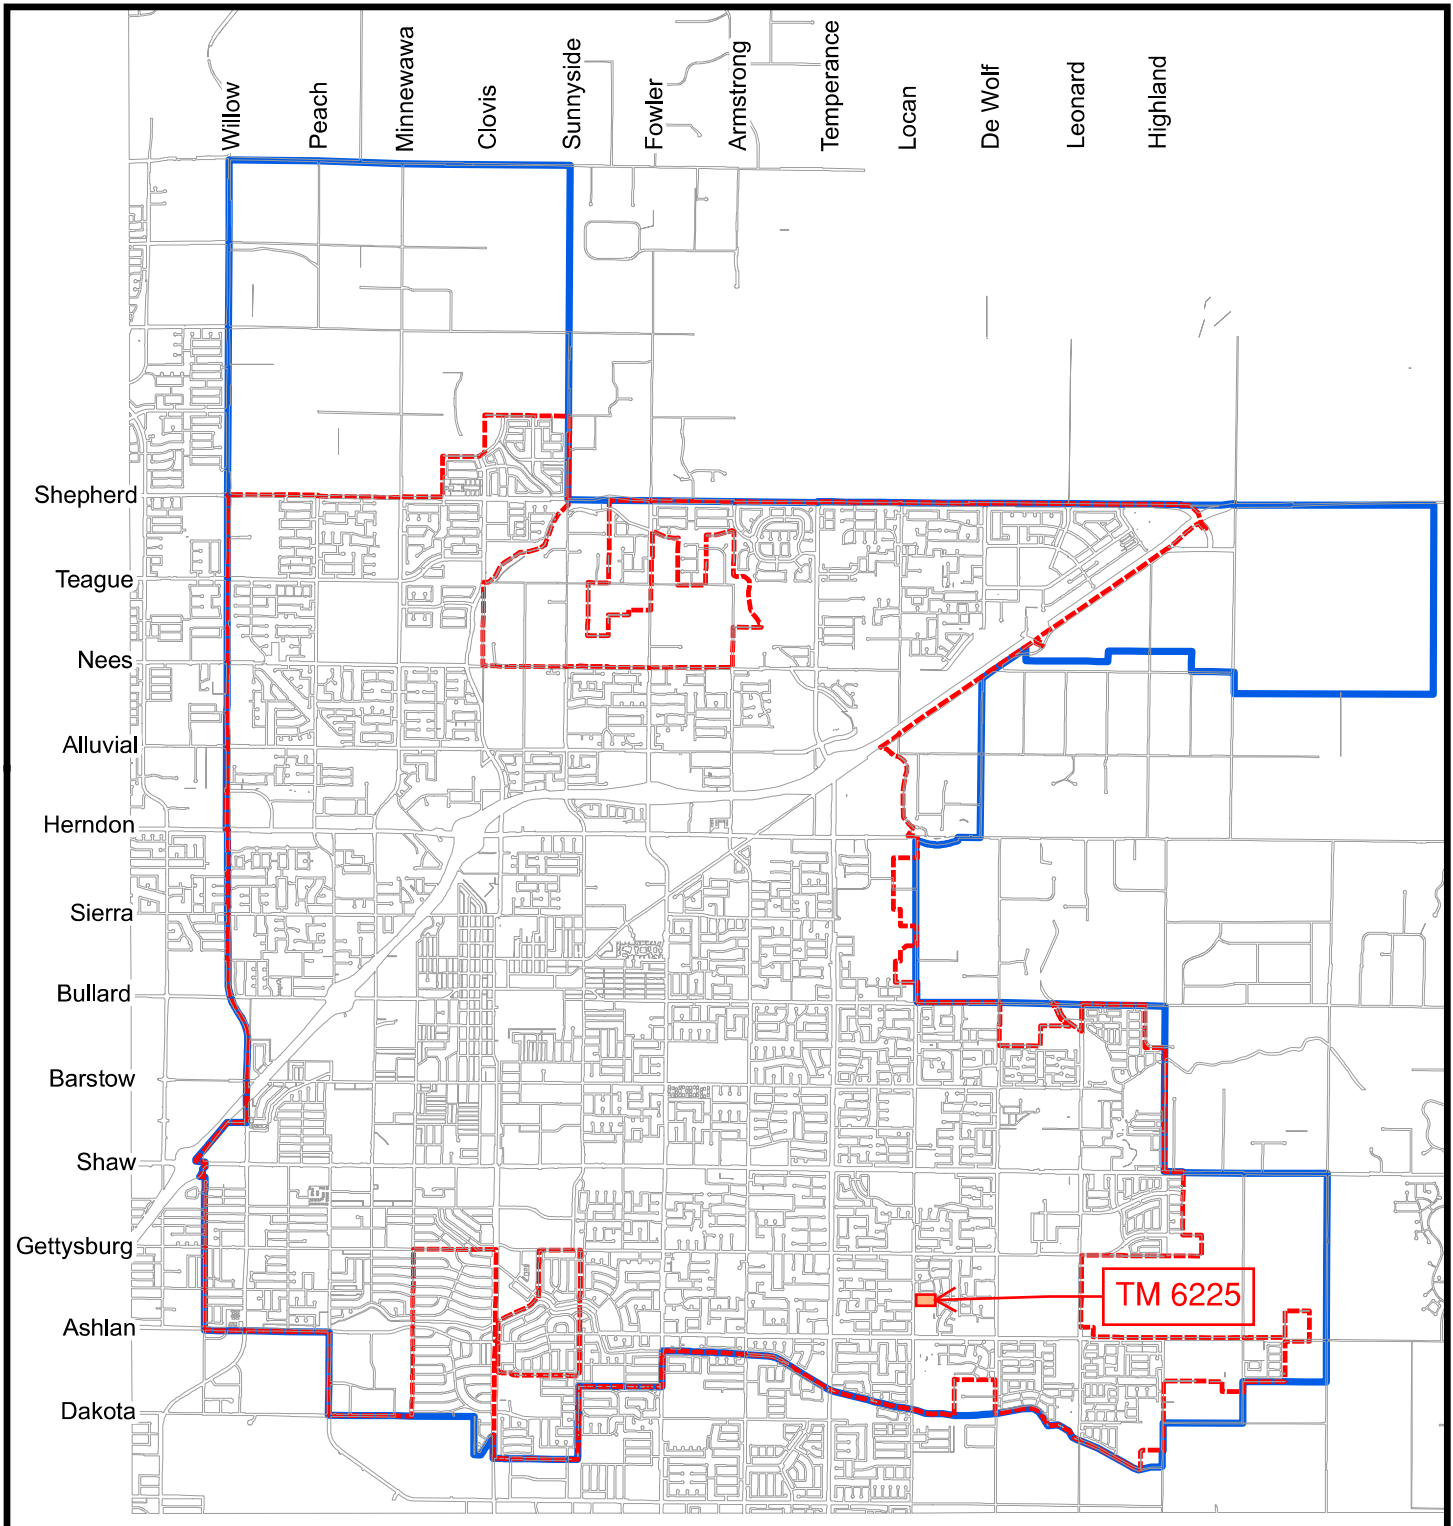 Willow
Peach
Minnewawa
Clovis
Sunnyside
Fowler
Armstrong
Temperance
Locan
De Wolf
Leonard
Highland
Shepherd
Teague
Nees
Alluvial
Herndon
Sierra
Bullard
Barstow
Shaw
Gettysburg
TM 6225
Ashlan
Dakota